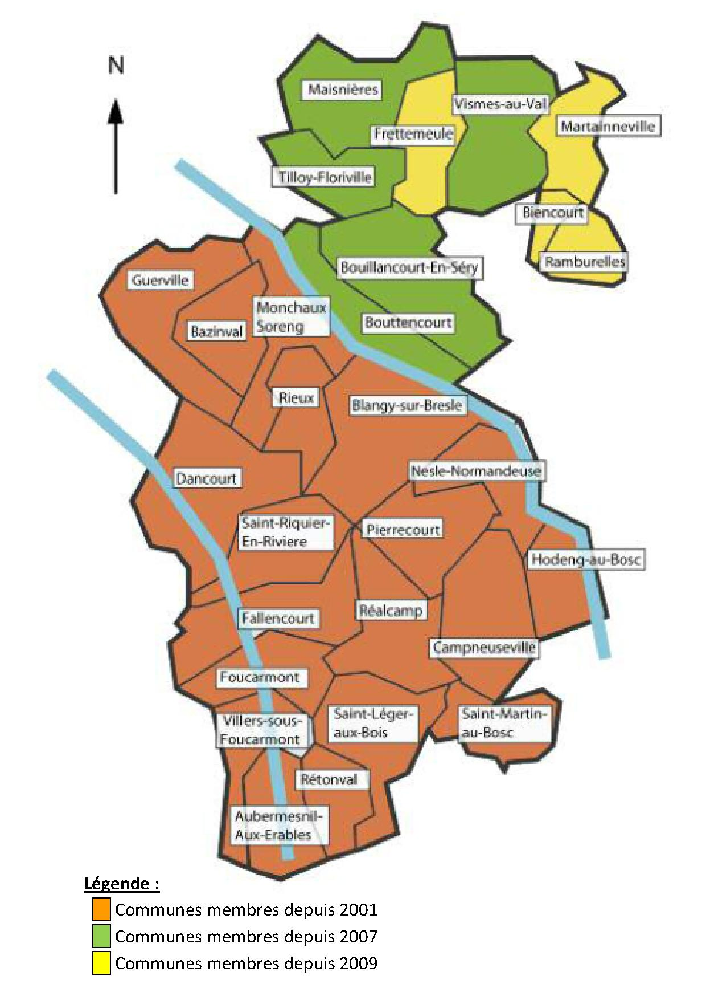 N
Maisnières
Vismes-au-Val
Martainneville
Frettemeule
Tilloy-Floriville
Biencourt
Ramburelles
Bouillancourt-En-Séry
Guerville
Monchaux
Soreng
Bazinval
Bouttencourt
Rieux
Blangy-sur-Bresle
Nesle-Normandeuse
Dancourt
Saint-Riquier-
En-Riviere
Pierrecourt
Hodeng-au-Bosc
Réalcamp
Fallencourt
Campneuseville
Foucarmont
Villers-sous-
Foucarmont
Saint-Léger-
aux-Bois
Saint-Martin-
au-Bosc
Rétonval
Aubermesnil-
Aux-Erables
Légende :
Communes membres depuis 2001
Communes membres depuis 2007
Communes membres depuis 2009